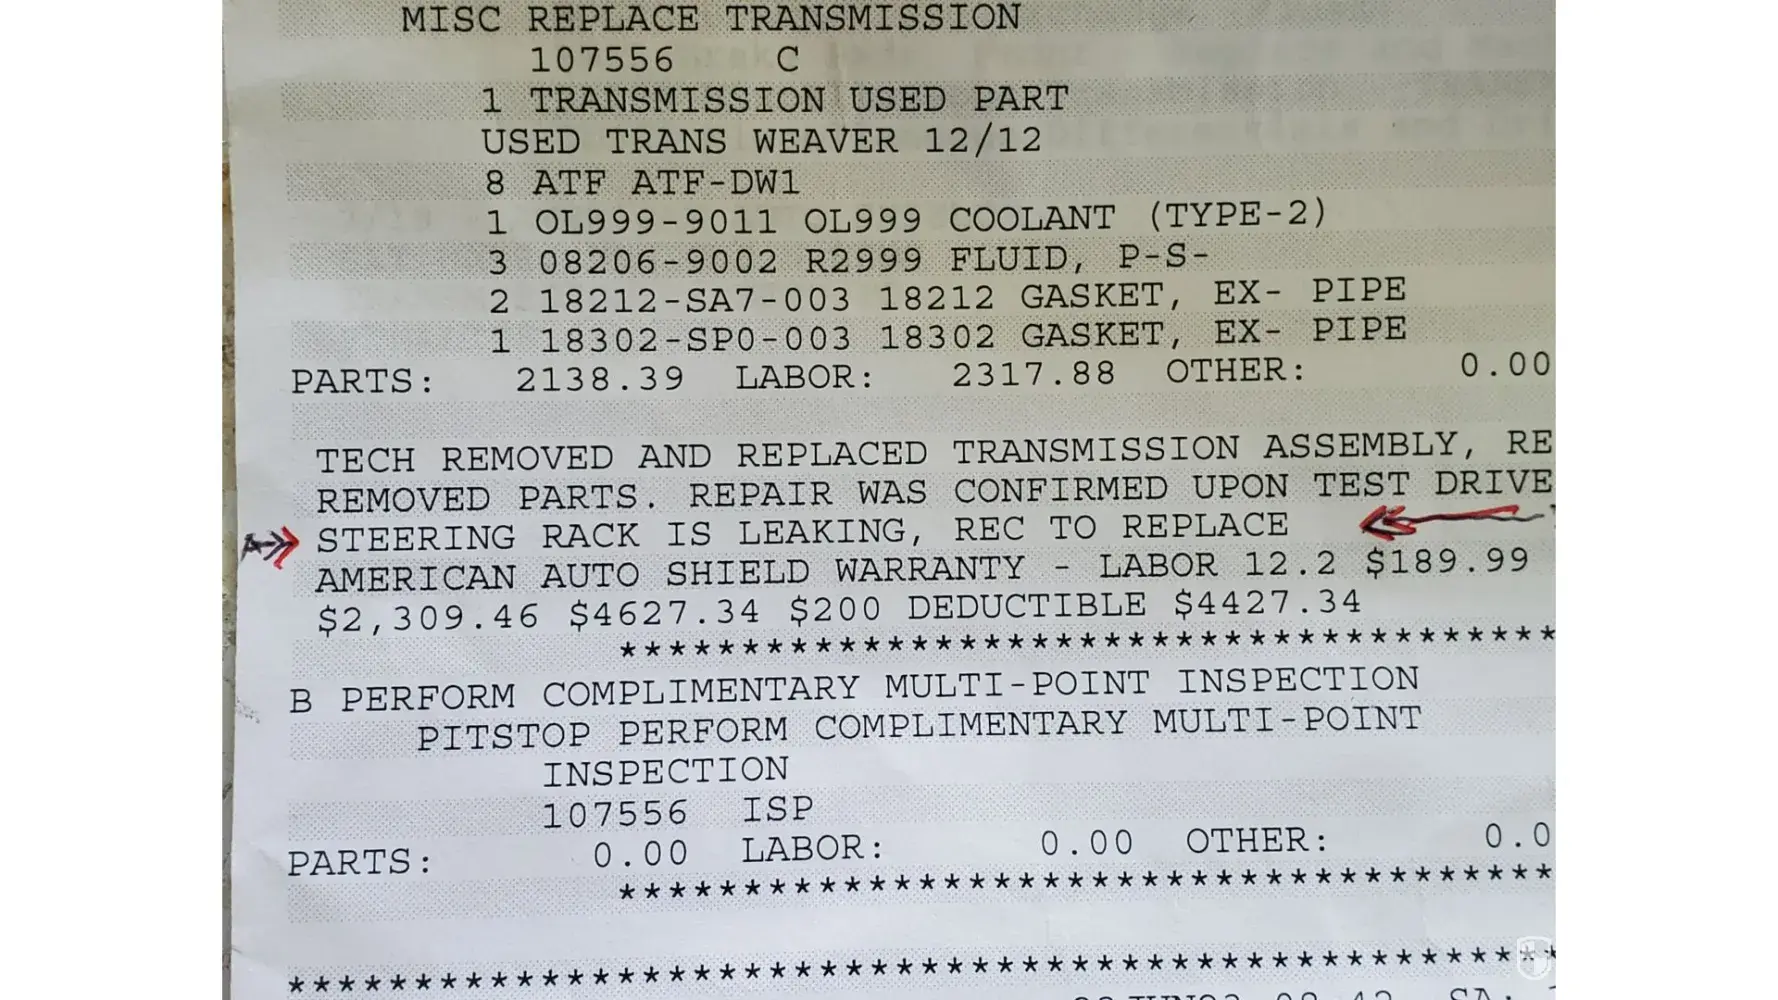 MISC REPLACE TRANSMISSION
107556 C
1 TRANSMISSION USED PART
USED TRANS WEAVER 12/12
8 ATF ATF-DW1
1 OL999-9011 OL999 COOLANT (TYPE-2)
3 08206-9002 R2999 FLUID, P-S-
2 18212-SA7-003 18212 GASKET, EX- PIPE
1 18302-SP0-003 18302 GASKET, EX- PIPE
PARTS: 2138.39 LABOR: 2317.88 OTHER: 0.00
TECH REMOVED AND REPLACED TRANSMISSION ASSEMBLY, RE
REMOVED PARTS. REPAIR WAS CONFIRMED UPON TEST DRIVE
STEERING RACK IS LEAKING, REC TO REPLACE
AMERICAN AUTO SHIELD WARRANTY - LABOR 12.2 $189.99
$2,309.46 $4627.34 $200 DEDUCTIBLE $4427.34
**************************************
B PERFORM COMPLIMENTARY MULTI-POINT INSPECTION
PITSTOP PERFORM COMPLIMENTARY MULTI-POINT
INSPECTION
107556 ISP
PARTS: 0.00 LABOR: 0.00 OTHER: 0.0
**************************************
***************************************************